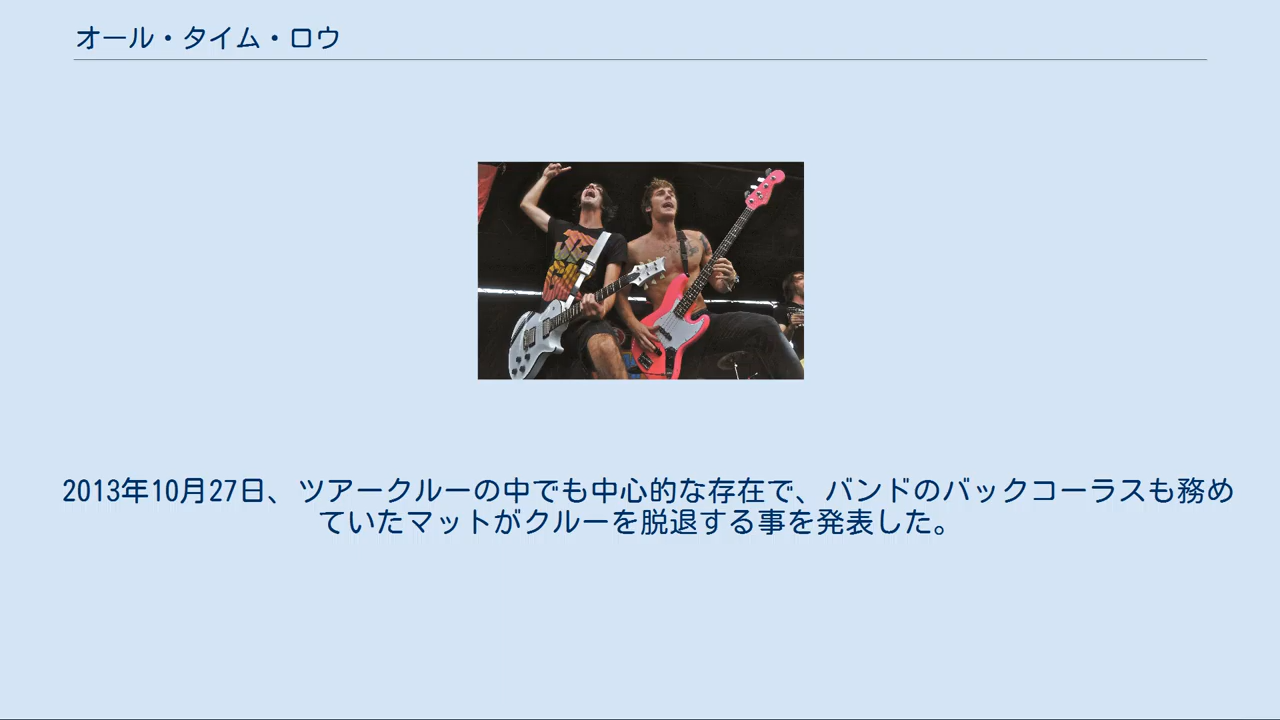 オール・タイム・ロウ
2013年10月27日、ツアークルーの中でも中心的な存在で、バンドのバックコーラスも務め
ていたマットがクルーを脱退する事を発表した。